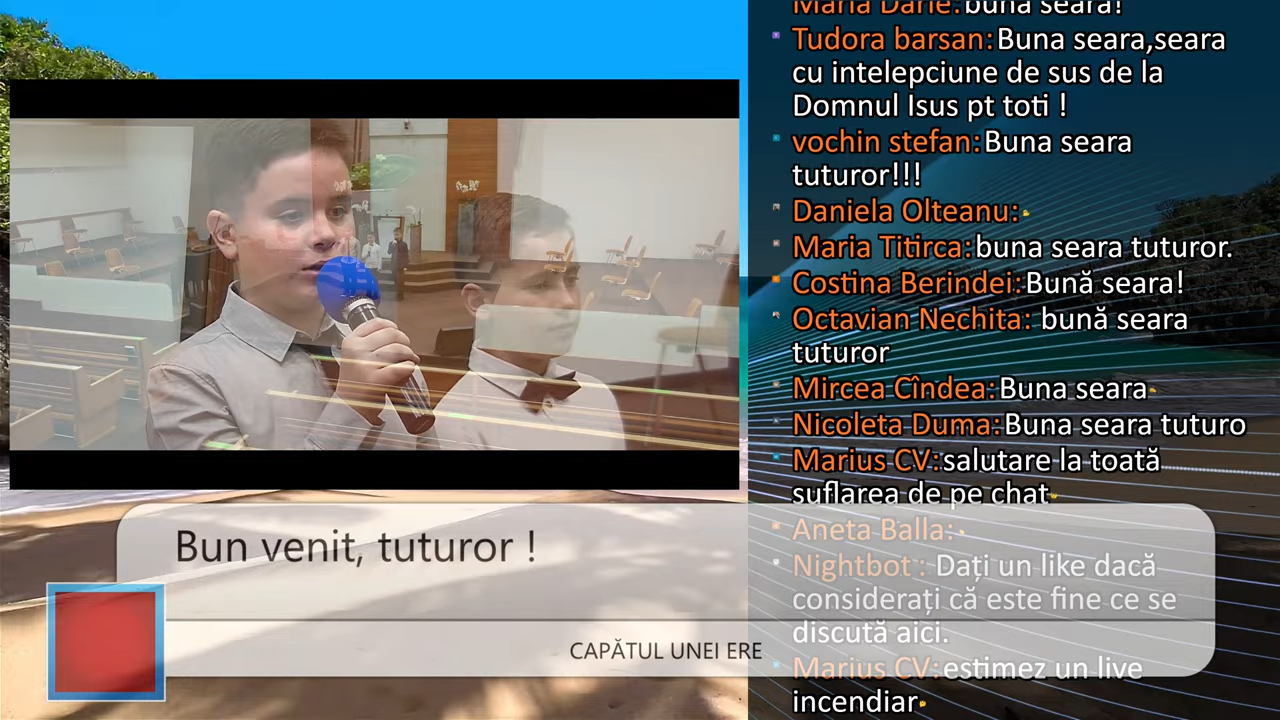 Maria Darie: buna seara!
Tudora barsan: Buna seara,seara
cu intelepciune de sus de la
Domnul Isus pt toti !
vochin stefan: Buna seara
tuturor!!!
Daniela Olteanu:
Maria Titirca: buna seara tuturor.
Costina Berindei: Bună seara!
Octavian Nechita: bună seara
tuturor
Mircea Cîndea: Buna seara
Nicoleta Duma: Buna seara tuturo
Marius CV: salutare la toată
suflarea de pe chat
Aneta Balla:
Nightbot : Dați un like dacă
considerați că este fine ce se
discută aici.
Marius CV: estimez un live
incendiar
Bun venit, tuturor !
CAPĂTUL UNEI ERE